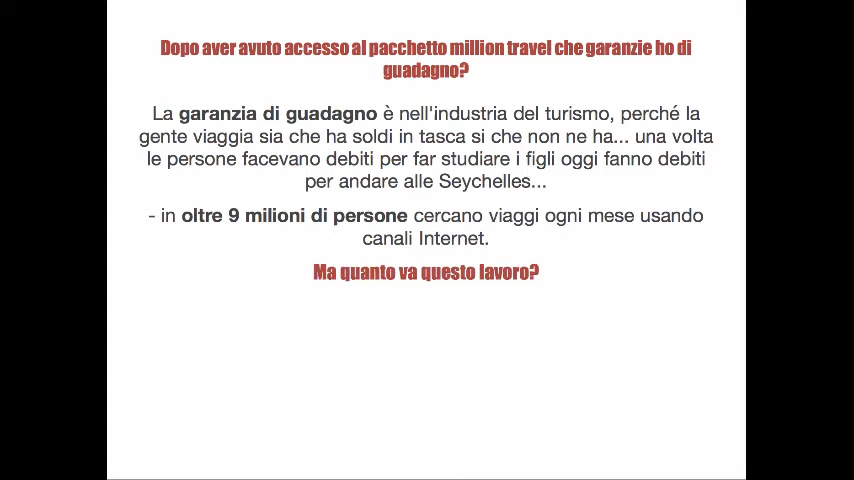 Dopo aver avuto accesso al pacchetto million travel che garanzie ho di
guadagno?
La garanzia di guadagno è nell'industria del turismo, perché la
gente viaggia sia che ha soldi in tasca si che non ne ha... una volta
le persone facevano debiti per far studiare i figli oggi fanno debiti
per andare alle Seychelles...
- in oltre 9 milioni di persone cercano viaggi ogni mese usando
canali Internet.
Ma quanto va questo lavoro?